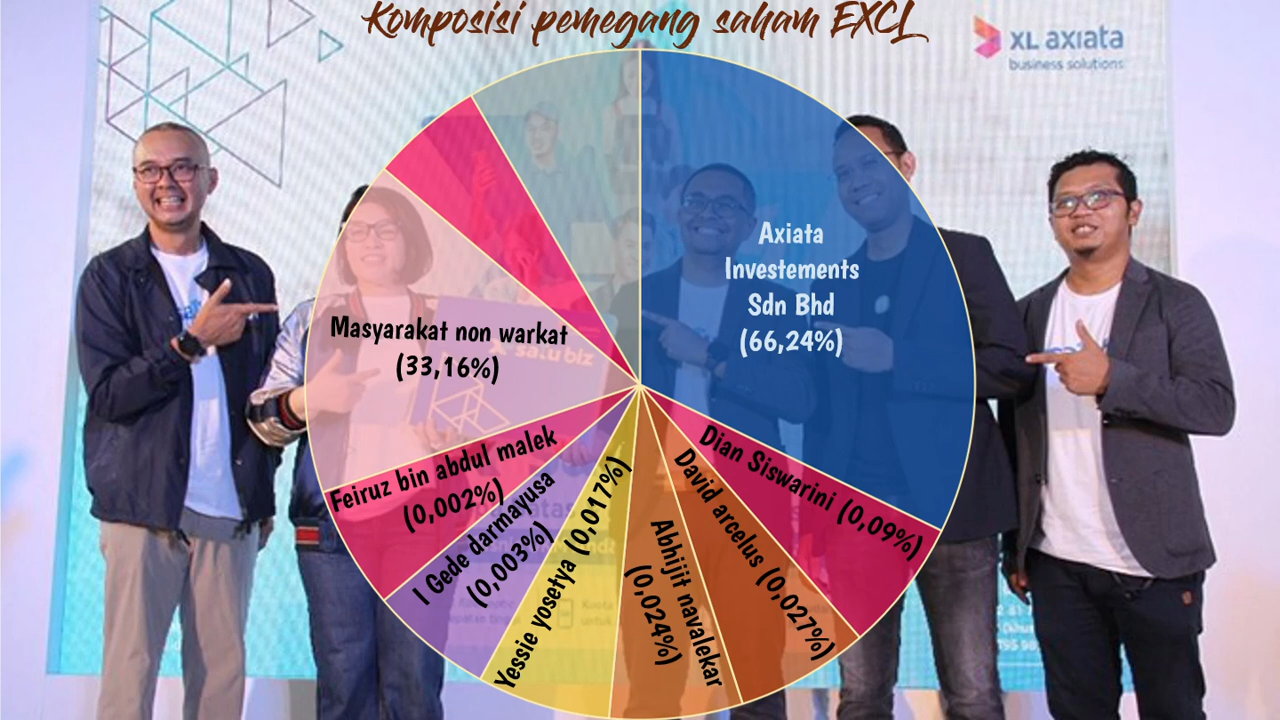 Komposisi pemegang saham EXCL
XL axiata
business solutions
Axiata
Investements
Sdn Bhd
(66,24%)
Dian Siswarini (0,09%)
David arcelus (0,027%)
Abhijit navalekar
(0,024%)
Yessie yosetya (0,017%)
I Gede darmayusa
(0,003%)
Feiruz bin abdul malek
(0,002%)
Masyarakat non warkat
(33,16%)
satu biz